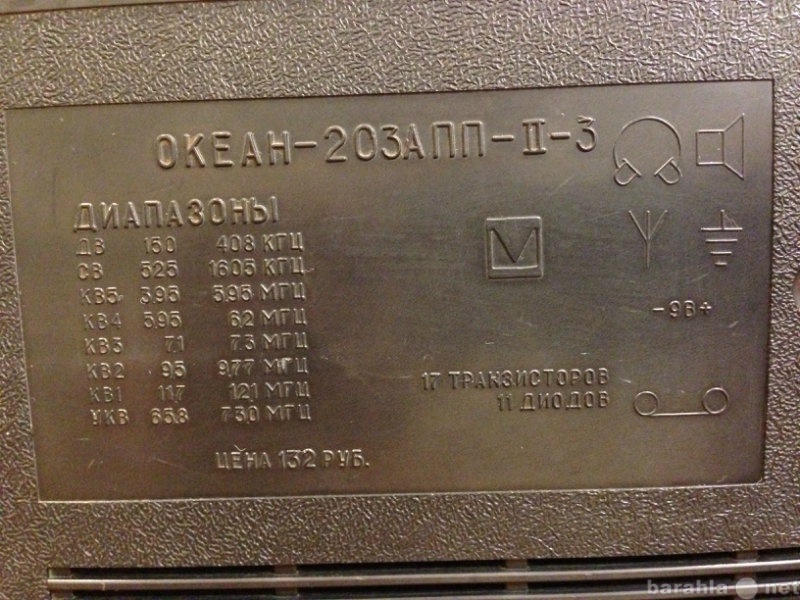 ОКЕАН-203АПП-II-3
ДИАПАЗОНЫ
ДВ 150 408 КГЦ
СВ 525 1605 КГЦ
КВ5 3,95 5,95 МГЦ
КВ4 5,95 6,2 МГЦ
КВ3 7,1 7,3 МГЦ
КВ2 9,5 9,77 МГЦ
КВ1 11,7 12,1 МГЦ
УКВ 65,8 73,0 МГЦ
ЦЕНА 132 РУБ.
М
-9В+
17 ТРАНЗИСТОРОВ
11 ДИОДОВ
barahla.net